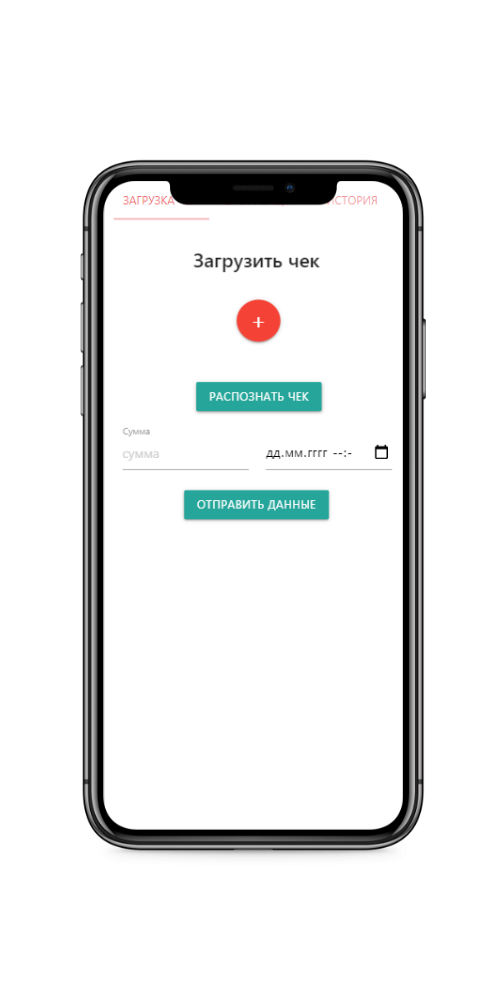 ЗАГРУЗКА
ИСТОРИЯ
Загрузить чек
+
РАСПОЗНАТЬ ЧЕК
Сумма
сумма
дд.мм.гггг --:-
ОТПРАВИТЬ ДАННЫЕ